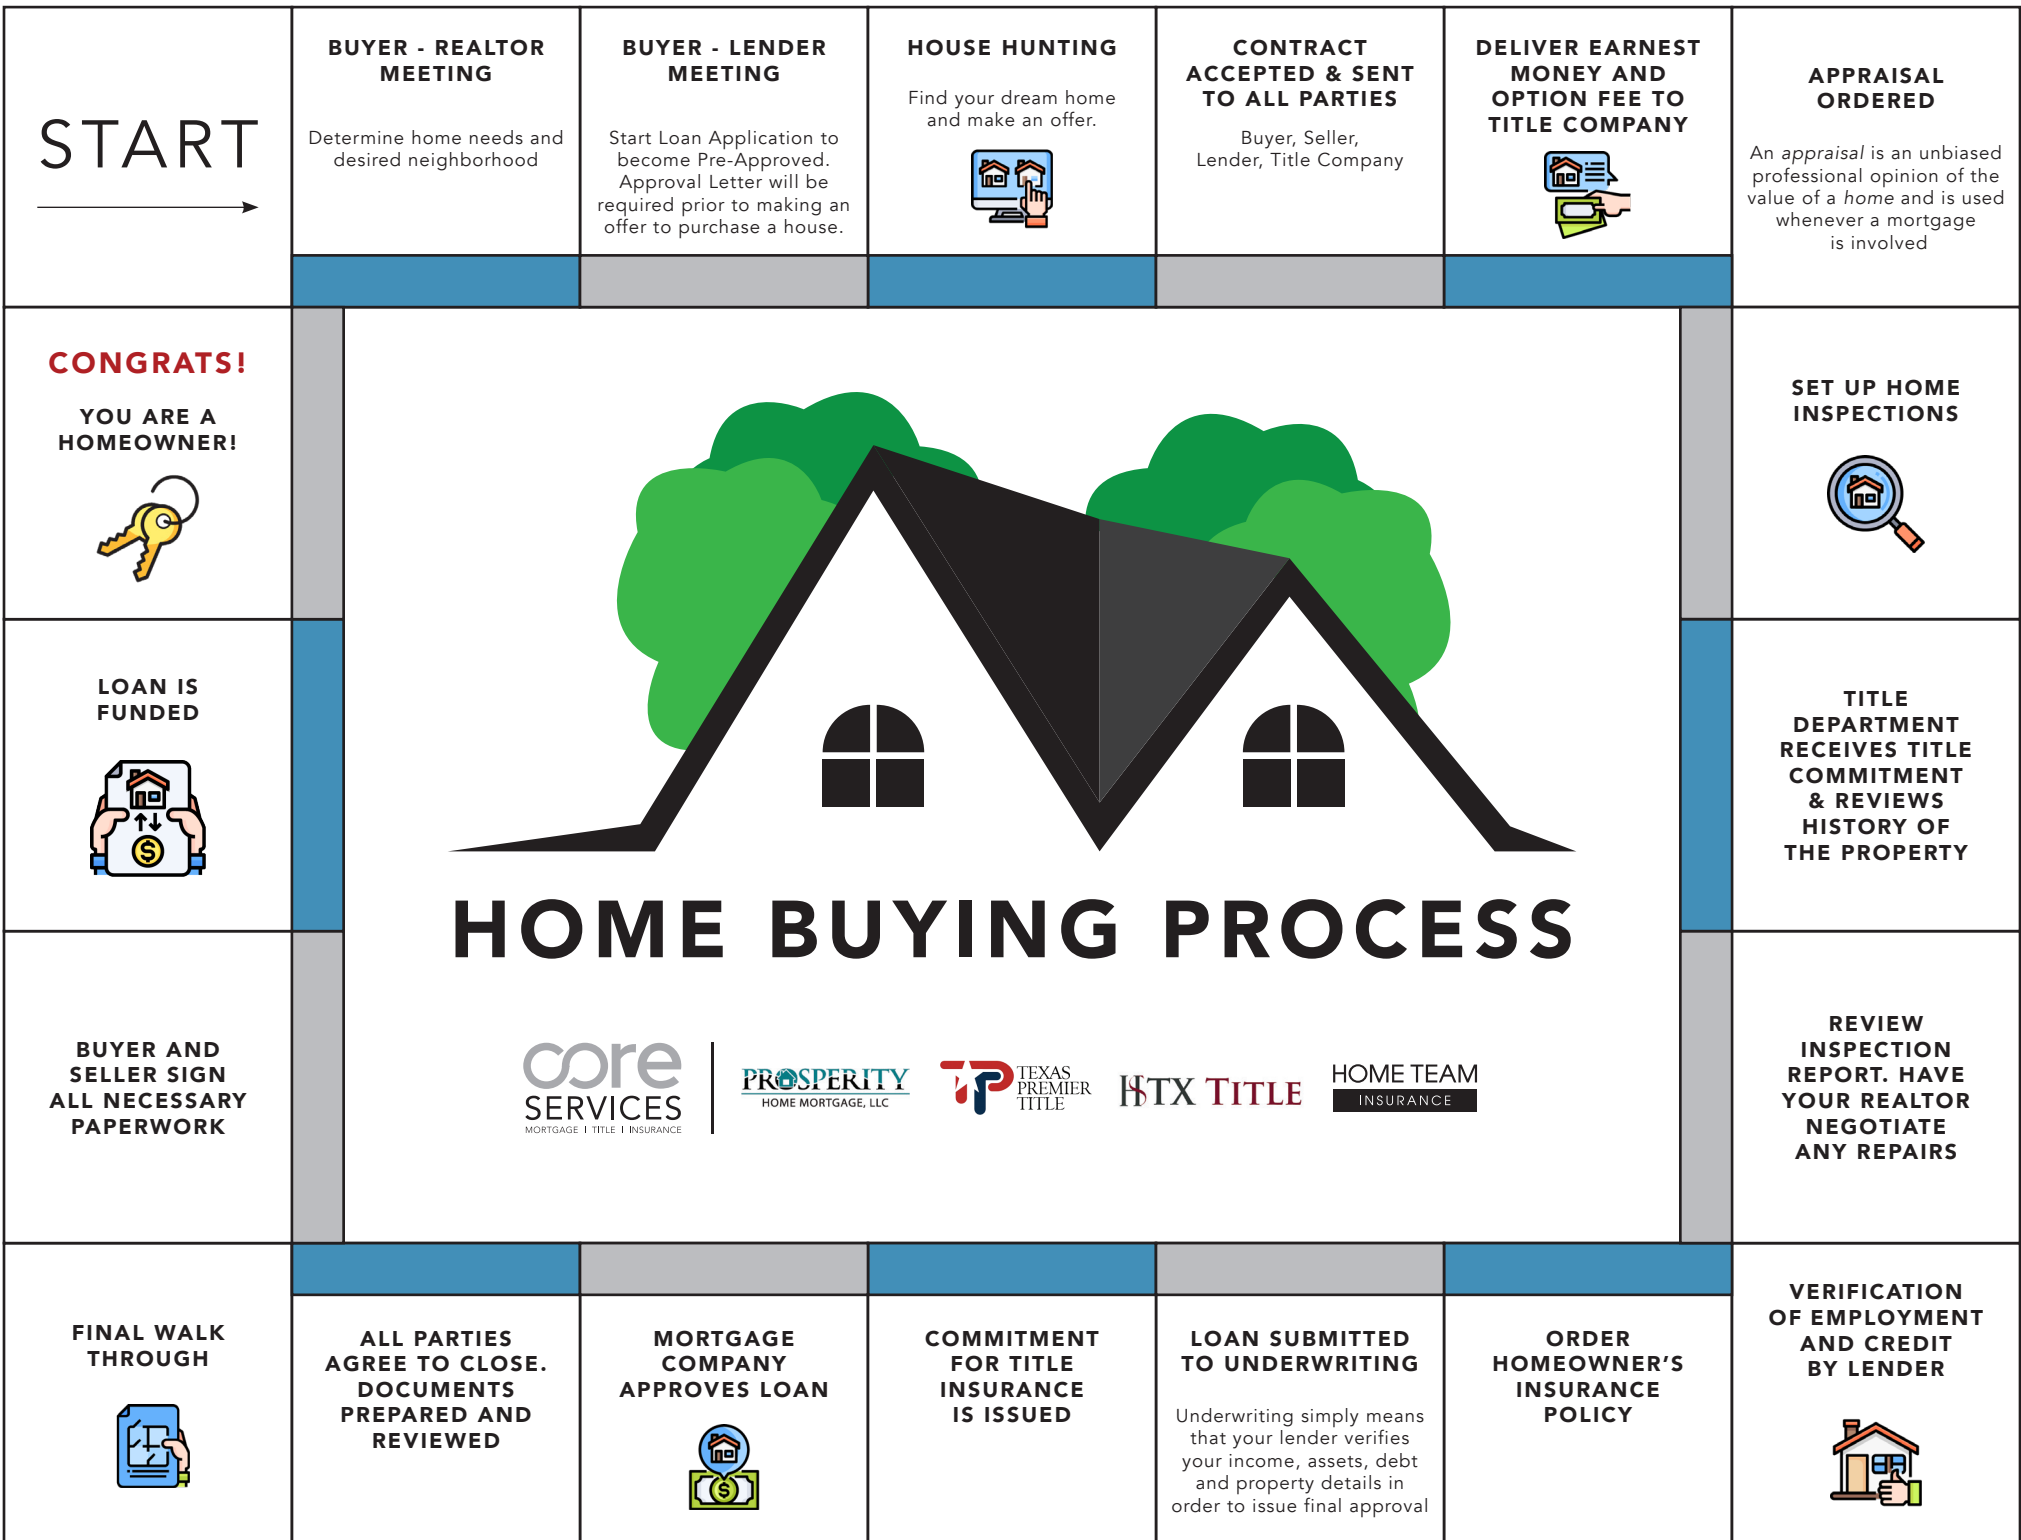 START
BUYER - REALTOR
MEETING
Determine home needs and
desired neighborhood
BUYER - LENDER
MEETING
Start Loan Application to
become Pre-Approved.
Approval Letter will be
required prior to making an
offer to purchase a house.
HOUSE HUNTING
Find your dream home
and make an offer.
CONTRACT
ACCEPTED & SENT
TO ALL PARTIES
Buyer, Seller,
Lender, Title Company
DELIVER EARNEST
MONEY AND
OPTION FEE TO
TITLE COMPANY
APPRAISAL
ORDERED
An appraisal is an unbiased
professional opinion of the
value of a home and is used
whenever a mortgage
is involved
SET UP HOME
INSPECTIONS
TITLE
DEPARTMENT
RECEIVES TITLE
COMMITMENT
& REVIEWS
HISTORY OF
THE PROPERTY
REVIEW
INSPECTION
REPORT. HAVE
YOUR REALTOR
NEGOTIATE
ANY REPAIRS
VERIFICATION
OF EMPLOYMENT
AND CREDIT
BY LENDER
ORDER
HOMEOWNER'S
INSURANCE
POLICY
LOAN SUBMITTED
TO UNDERWRITING
Underwriting simply means
that your lender verifies
your income, assets, debt
and property details in
order to issue final approval
COMMITMENT
FOR TITLE
INSURANCE
IS ISSUED
MORTGAGE
COMPANY
APPROVES LOAN
$
ALL PARTIES
AGREE TO CLOSE.
DOCUMENTS
PREPARED AND
REVIEWED
FINAL WALK
THROUGH
BUYER AND
SELLER SIGN
ALL NECESSARY
PAPERWORK
LOAN IS
FUNDED
$
CONGRATS!
YOU ARE A
HOMEOWNER!
HOME BUYING PROCESS
core
SERVICES
MORTGAGE | TITLE | INSURANCE
PROSPERITY
HOME MORTGAGE, LLC
TP
TEXAS
PREMIER
TITLE
HTX TITLE
HOME TEAM
INSURANCE